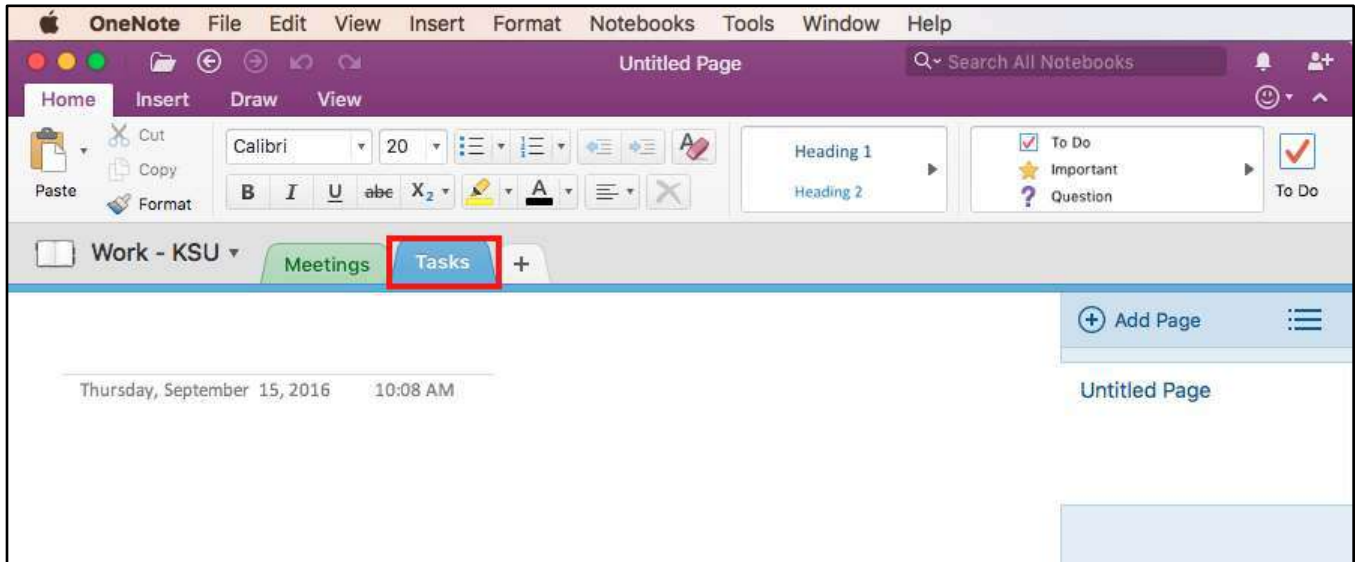 OneNote File Edit View Insert Format Notebooks Tools Window Help
Untitled Page Search All Notebooks
Home Insert Draw View
Cut
Calibri 20
Heading 1
To Do
Copy
Important
Paste
Format
B I U abc X2 A
Heading 2
Question
To Do
Work - KSU Meetings Tasks +
Add Page
Thursday, September 15, 2016 10:08 AM
Untitled Page